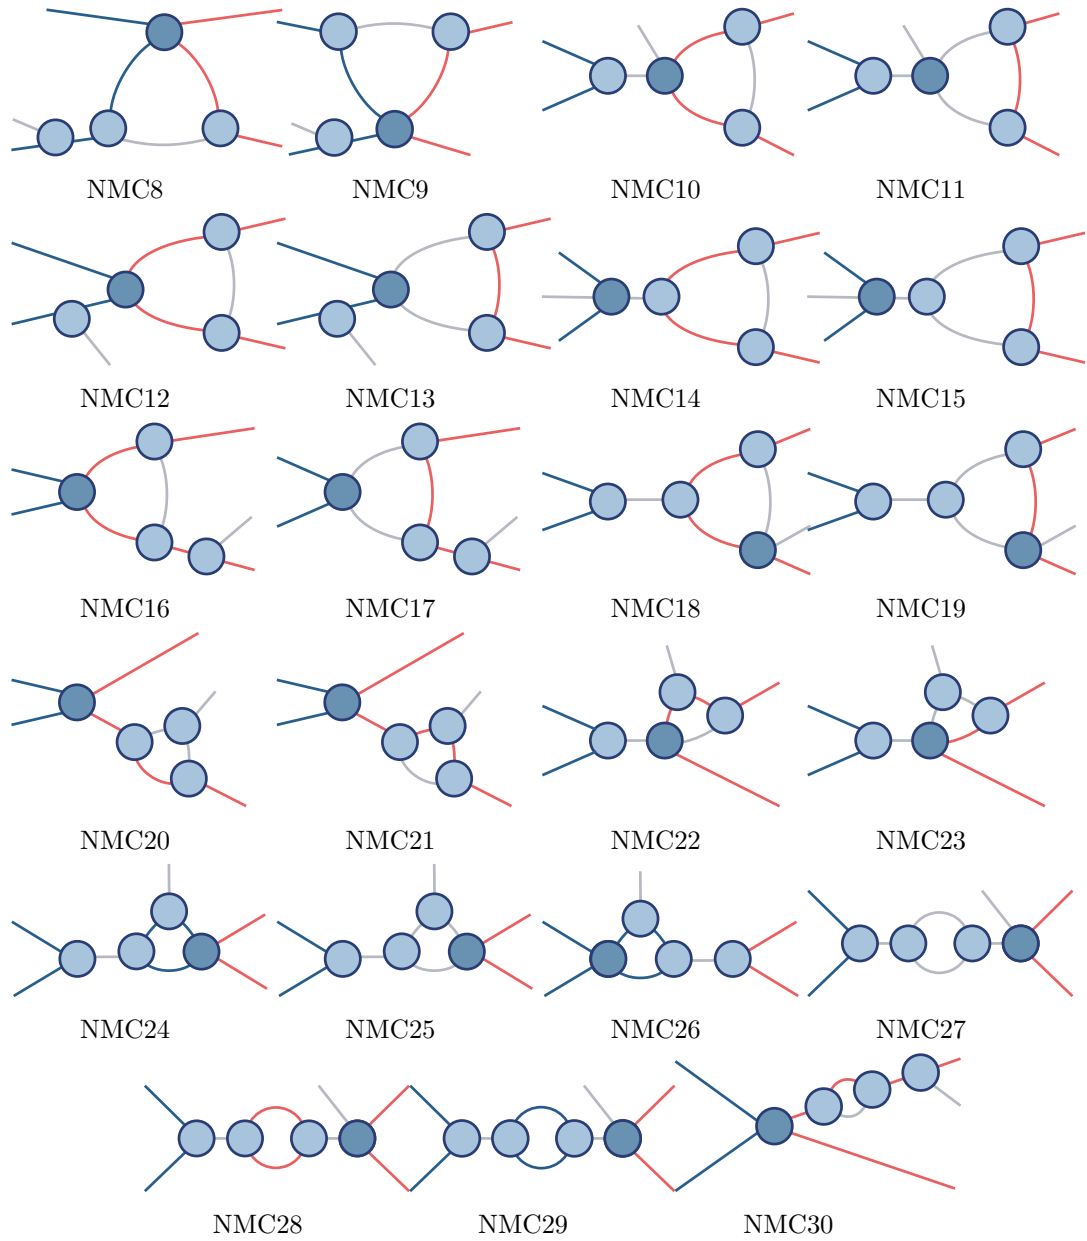 NMC8 NMC9 NMC10 NMC11
NMC12 NMC13 NMC14 NMC15
NMC16 NMC17 NMC18 NMC19
NMC20 NMC21 NMC22 NMC23
NMC24 NMC25 NMC26 NMC27
NMC28 NMC29 NMC30